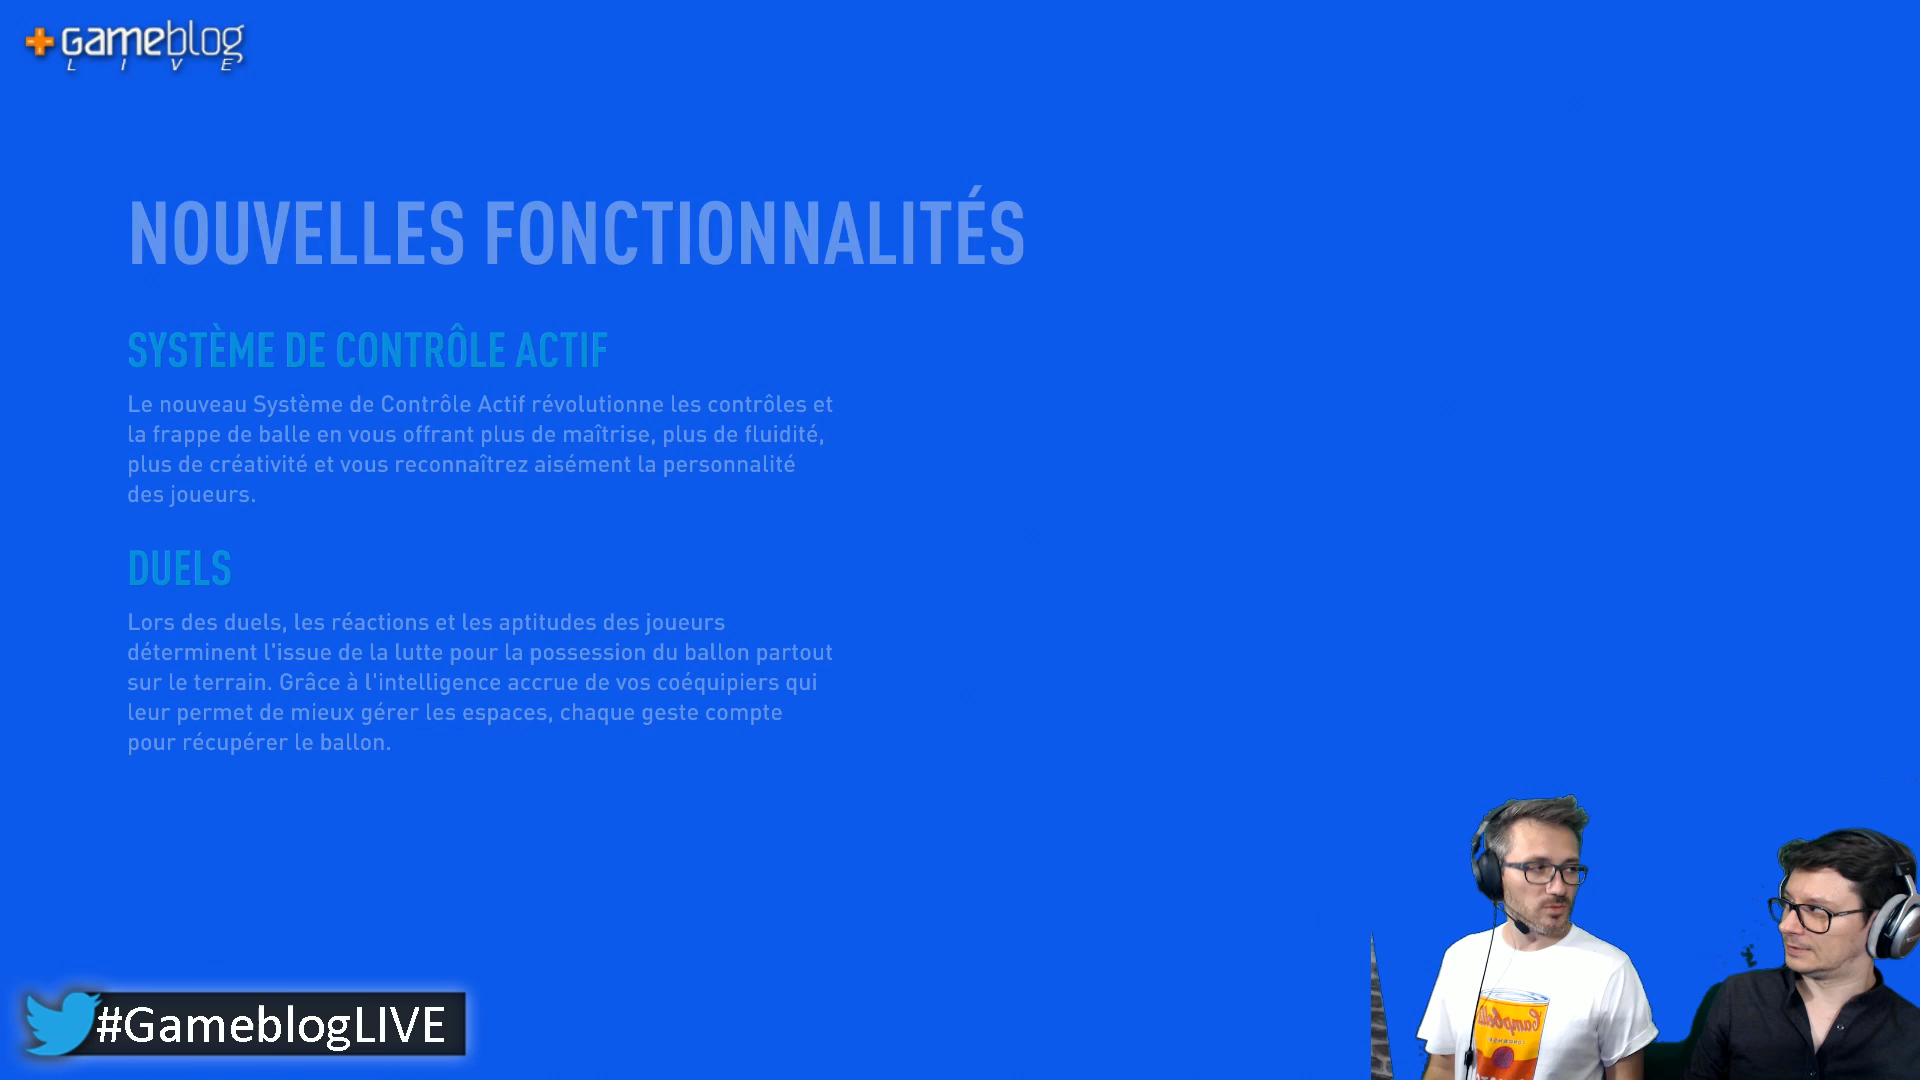 gameblog
LIVE
NOUVELLES FONCTIONNALITÉS
SYSTÈME DE CONTRÔLE ACTIF
Le nouveau Système de Contrôle Actif révolutionne les contrôles et
la frappe de balle en vous offrant plus de maîtrise, plus de fluidité,
plus de créativité et vous reconnaîtrez aisément la personnalité
des joueurs.
DUELS
Lors des duels, les réactions et les aptitudes des joueurs
déterminent l'issue de la lutte pour la possession du ballon partout
sur le terrain. Grâce à l'intelligence accrue de vos coéquipiers qui
leur permet de mieux gérer les espaces, chaque geste compte
pour récupérer le ballon.
#GameblogLIVE
Campbell's